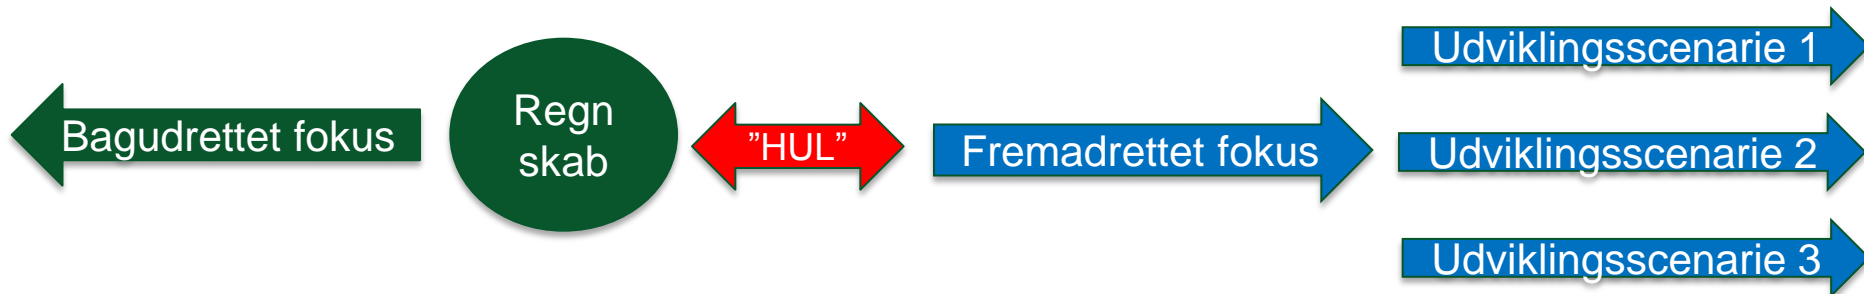 Bagudrettet fokus
Regn
skab
”HUL”
Fremadrettet fokus
Udviklingsscenarie 1
Udviklingsscenarie 2
Udviklingsscenarie 3